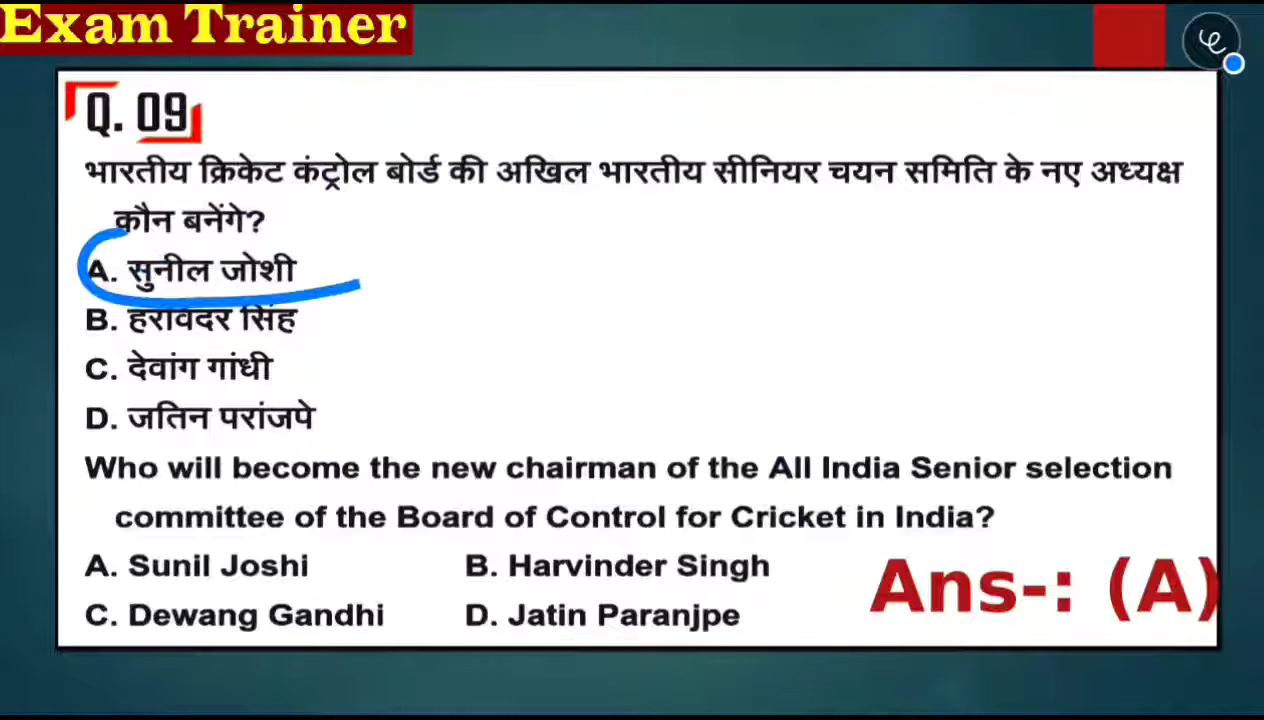 Exam Trainer
Q. 09
भारतीय क्रिकेट कंट्रोल बोर्ड की अखिल भारतीय सीनियर चयन समिति के नए अध्यक्ष
कौन बनेंगे?
A. सुनील जोशी
B. हरविंदर सिंह
C. देवांग गांधी
D. जतिन परांजपे
Who will become the new chairman of the All India Senior selection
committee of the Board of Control for Cricket in India?
A. Sunil Joshi B. Harvinder Singh
C. Dewang Gandhi D. Jatin Paranjpe
Ans-: (A)